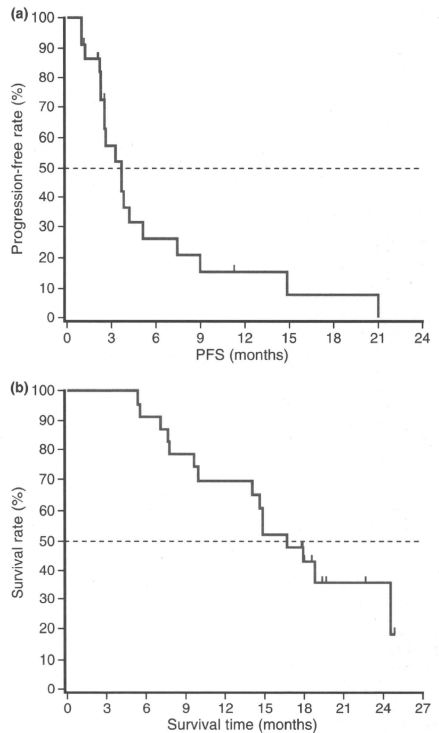 (a)
Progression-free rate (%)
100
90
80
70
60
50
40
30
20
10
0
0 3 6 9 12 15 18 21 24
PFS (months)
(b)
Survival rate (%)
100
90
80
70
60
50
40
30
20
10
0
0 3 6 9 12 15 18 21 24 27
Survival time (months)